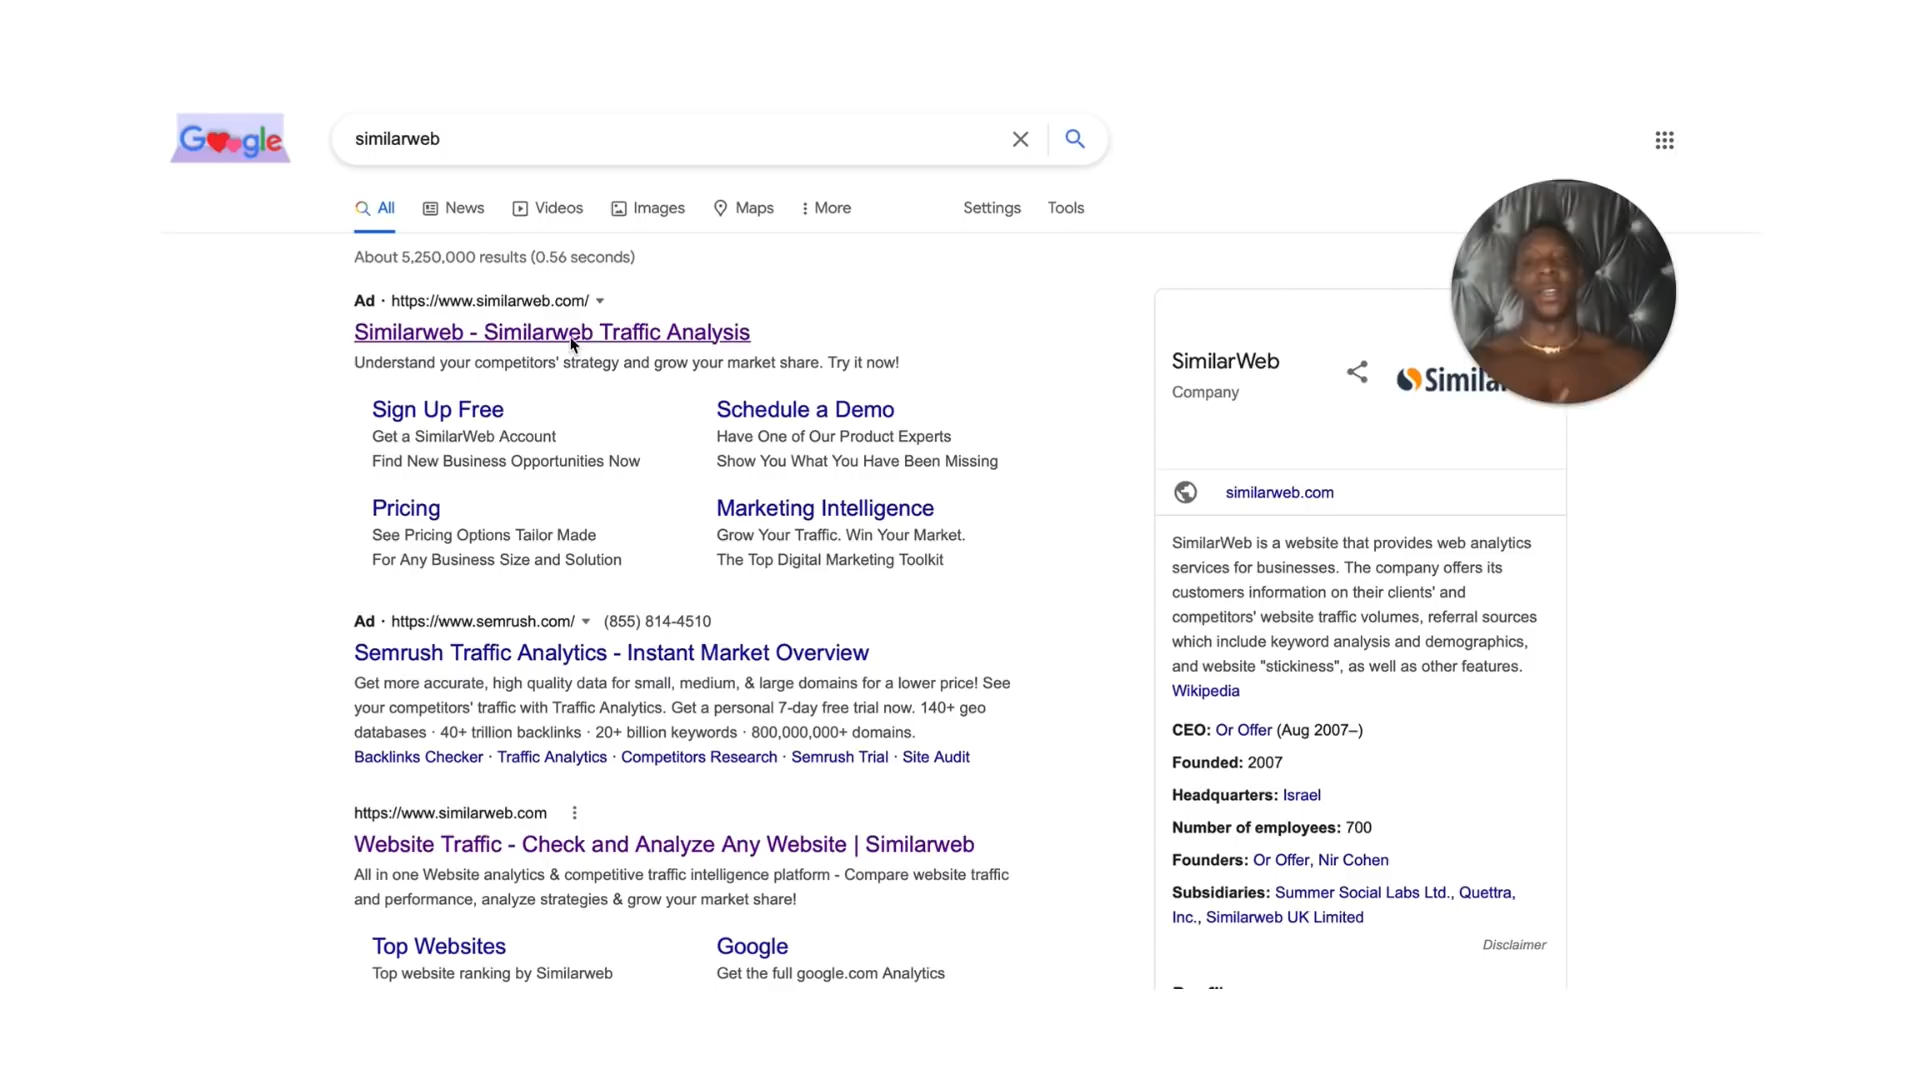 Google
similarweb
All
News
Videos
Images
Maps
More
Settings
Tools
About 5,250,000 results (0.56 seconds)
Ad · https://www.similarweb.com/
Similarweb - Similarweb Traffic Analysis
Understand your competitors' strategy and grow your market share. Try it now!
Sign Up Free
Get a SimilarWeb Account
Find New Business Opportunities Now
Schedule a Demo
Have One of Our Product Experts
Show You What You Have Been Missing
Pricing
See Pricing Options Tailor Made
For Any Business Size and Solution
Marketing Intelligence
Grow Your Traffic. Win Your Market.
The Top Digital Marketing Toolkit
Ad · https://www.semrush.com/ (855) 814-4510
Semrush Traffic Analytics - Instant Market Overview
Get more accurate, high quality data for small, medium, & large domains for a lower price! See
your competitors' traffic with Traffic Analytics. Get a personal 7-day free trial now. 140+ geo
databases · 40+ trillion backlinks · 20+ billion keywords · 800,000,000+ domains.
Backlinks Checker · Traffic Analytics · Competitors Research · Semrush Trial · Site Audit
https://www.similarweb.com
Website Traffic - Check and Analyze Any Website | Similarweb
All in one Website analytics & competitive traffic intelligence platform - Compare website traffic
and performance, analyze strategies & grow your market share!
Top Websites
Top website ranking by Similarweb
Google
Get the full google.com Analytics
SimilarWeb
Company
Simila
similarweb.com
SimilarWeb is a website that provides web analytics
services for businesses. The company offers its
customers information on their clients' and
competitors' website traffic volumes, referral sources
which include keyword analysis and demographics,
and website "stickiness", as well as other features.
Wikipedia
CEO: Or Offer (Aug 2007–)
Founded: 2007
Headquarters: Israel
Number of employees: 700
Founders: Or Offer, Nir Cohen
Subsidiaries: Summer Social Labs Ltd., Quettra,
Inc., Similarweb UK Limited
Disclaimer